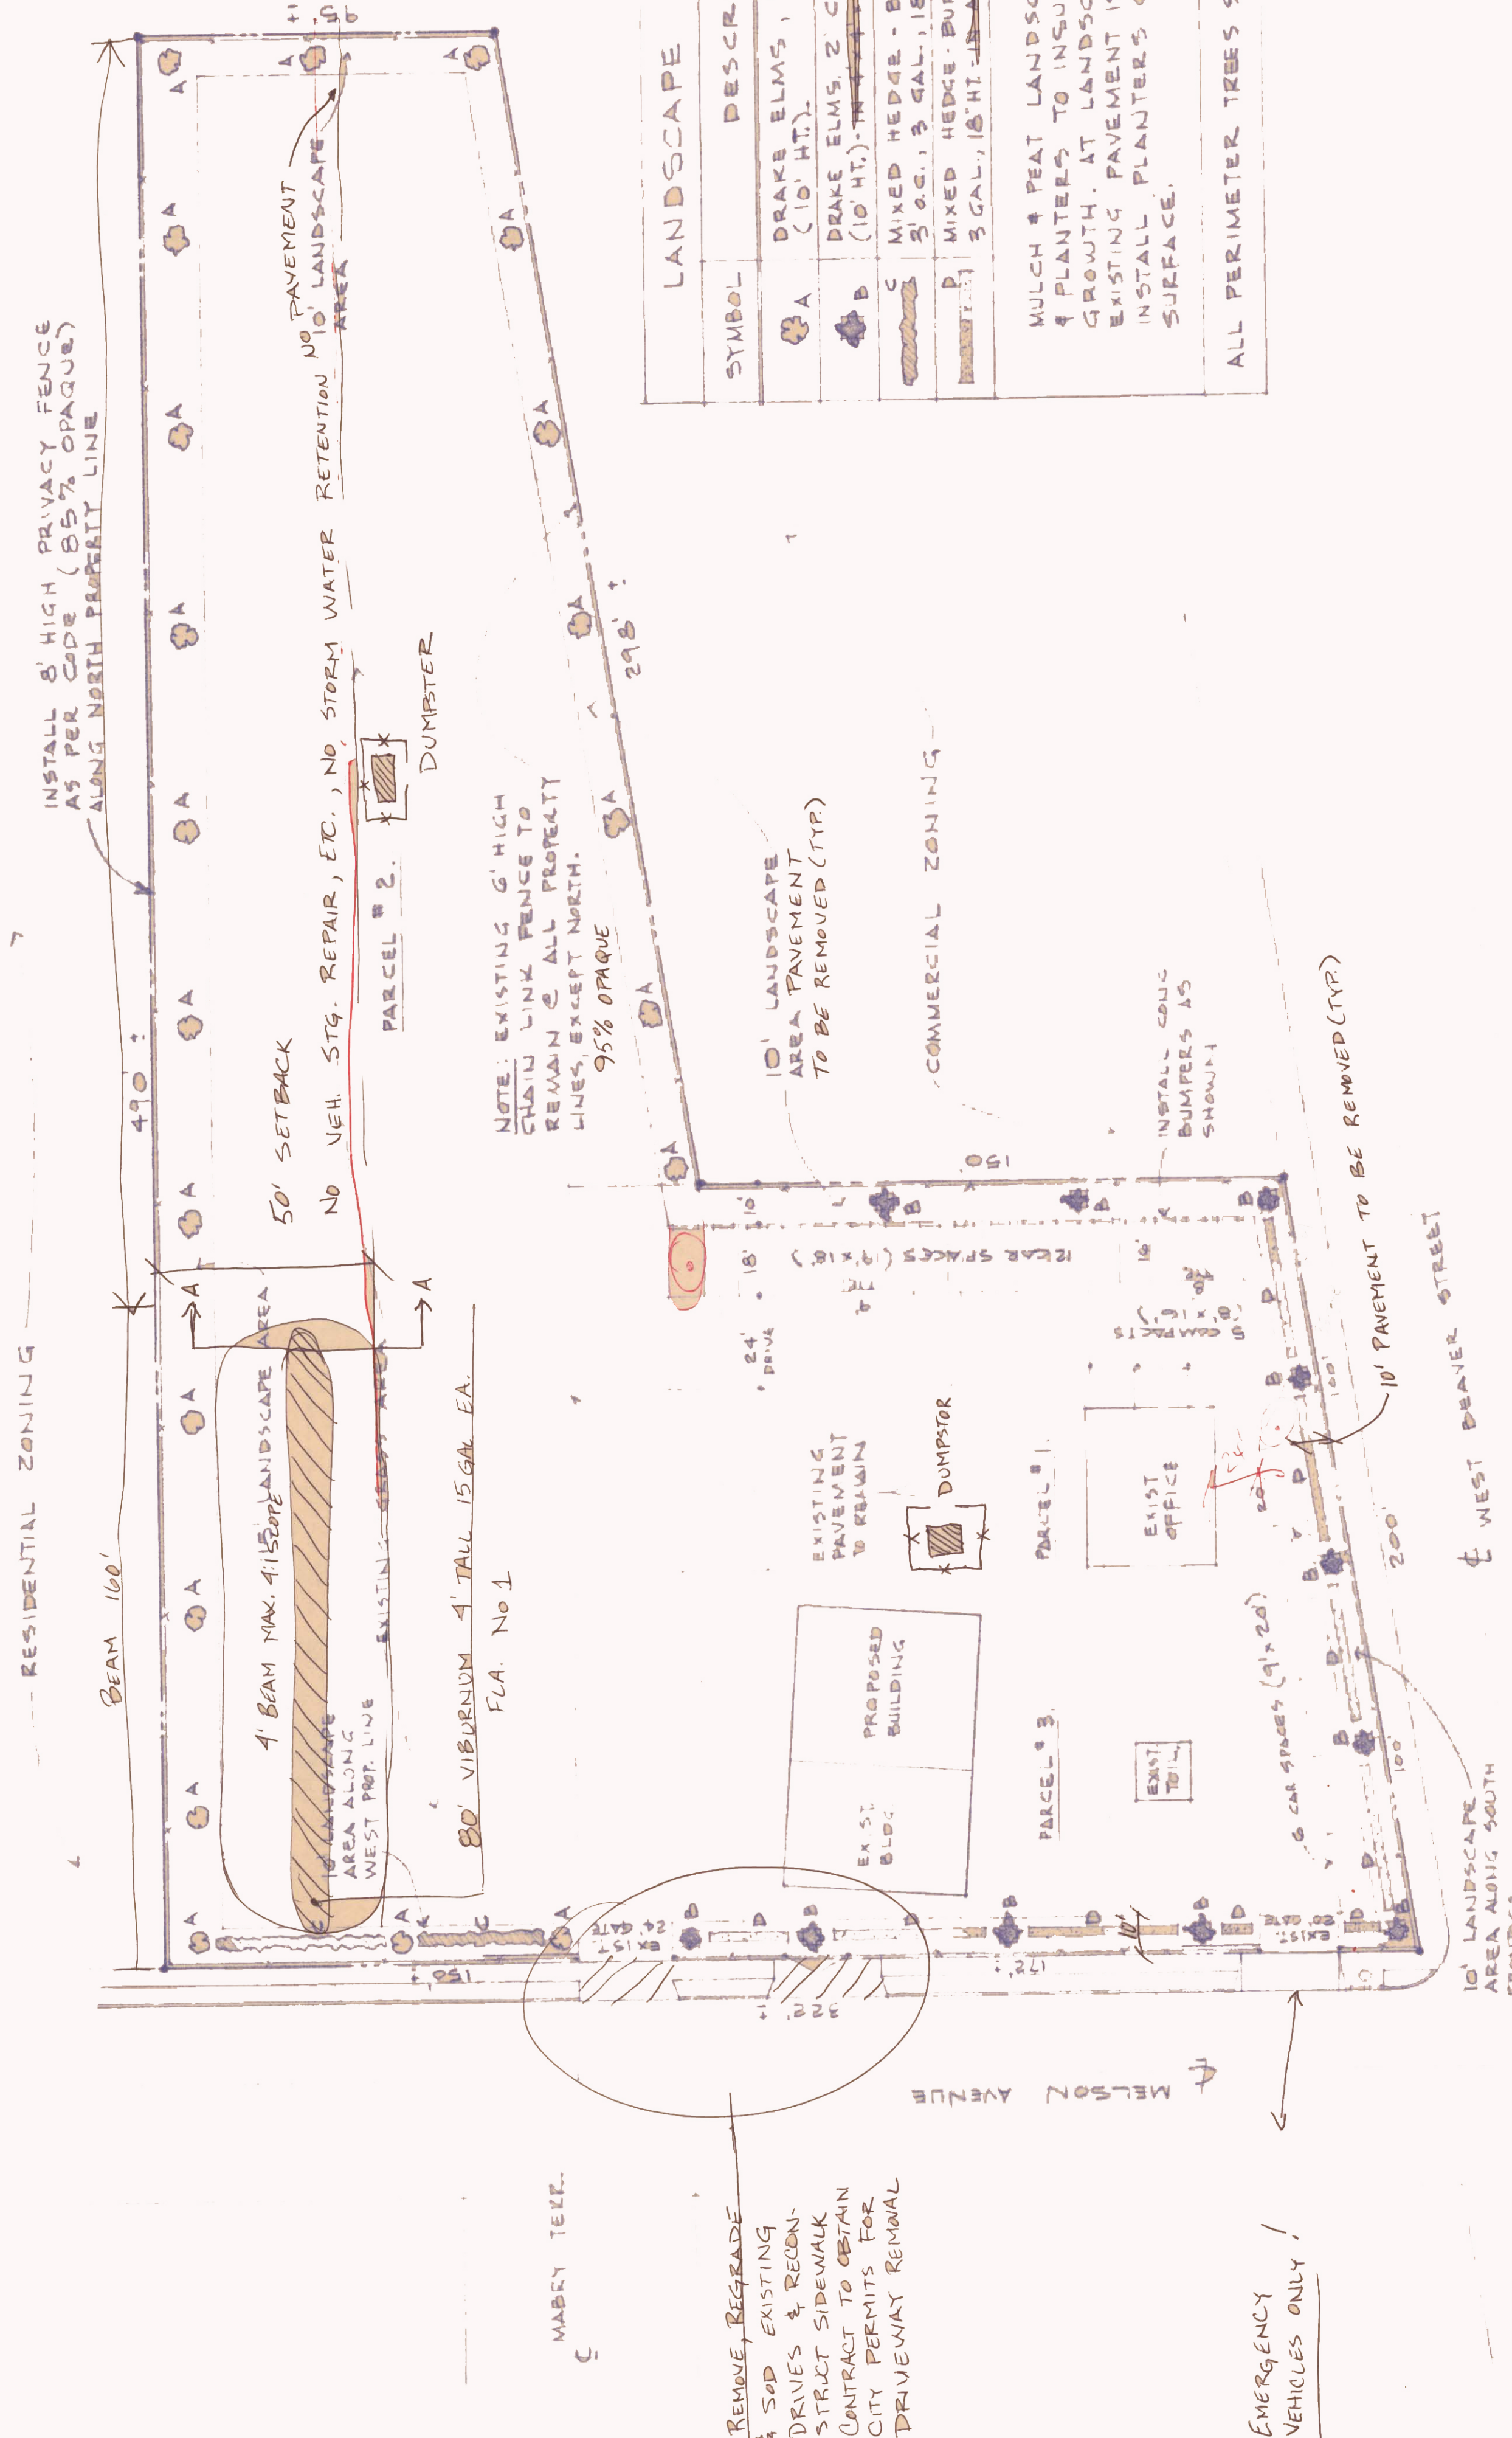 RESIDENTIAL ZONING
INSTALL 8' HIGH PRIVACY FENCE
AS PER CODE (85% OPAQUE)
ALONG NORTH PROPERTY LINE
BEAM 160'
490' ±
50' SETBACK
NO VEH. STG. REPAIR, ETC., NO STORM WATER RETENTION NO PAVEMENT
10' LANDSCAPE
AREA
4' BEAM MAX. 4:1 SLOPE
LANDSCAPE AREA
EXISTING GRASS AREA
10' LANDSCAPE
AREA ALONG
WEST PROP. LINE
80' VIBURNUM 4' TALL 15 GAL EA.
FLA. No 1
A
A
PARCEL # 2.
DUMPSTER
NOTE: EXISTING 6' HIGH
CHAIN LINK FENCE TO
REMAIN @ ALL PROPERTY
LINES, EXCEPT NORTH.
95% OPAQUE
298' ±
10' LANDSCAPE
AREA PAVEMENT
TO BE REMOVED (TYP.)
COMMERCIAL ZONING
INSTALL CONC
BUMPERS AS
SHOWN
150
10'
18'
24'
DRIVE
12 CAR SPACES (9'x18')
EXISTING
PAVEMENT
TO REMAIN
DUMPSTOR
PARCEL # 1.
EXIST
OFFICE
EXIST
BLDG.
PROPOSED
BUILDING
PARCEL # 3.
EXIST
TOIL.
6 CAR SPACES (9'x20')
10' PAVEMENT TO BE REMOVED (TYP.)
100'
100'
200'
℄ WEST BEAVER STREET
10' LANDSCAPE
AREA ALONG SOUTH
150' ±
EXIST
24' GATE
322' ±
172' ±
10'
EXIST.
20' GATE
MELSON AVENUE
MABRY TERR.
REMOVE, REGRADE
& SOD EXISTING
DRIVES & RECON-
STRUCT SIDEWALK
CONTRACT TO OBTAIN
CITY PERMITS FOR
DRIVEWAY REMOVAL
EMERGENCY
VEHICLES ONLY!
LANDSCAPE
SYMBOL DESCR
A DRAKE ELMS,
(10' HT.).
B DRAKE ELMS, 2" C
(10' HT.)
C MIXED HEDGE - B
3' O.C., 3 GAL., 18
D MIXED HEDGE - BUR
3 GAL., 18" HT.
MULCH & PEAT LANDSC
& PLANTERS TO INSU
GROWTH. AT LANDSC
EXISTING PAVEMENT I
INSTALL PLANTERS
SURFACE.
ALL PERIMETER TREES S